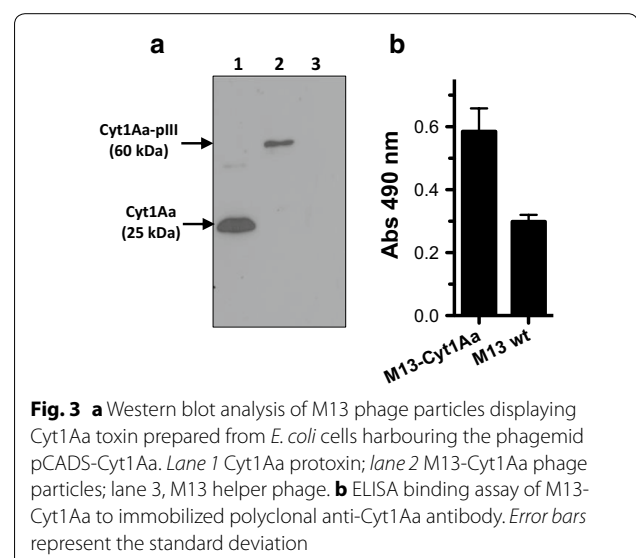 a
b
1 2 3
Cyt1Aa-pIII
(60 kDa)
Cyt1Aa
(25 kDa)
Abs 490 nm
0.6
0.4
0.2
0.0
M13-Cyt1Aa
M13 wt
Fig. 3 a Western blot analysis of M13 phage particles displaying
Cyt1Aa toxin prepared from E. coli cells harbouring the phagemid
pCADS-Cyt1Aa. Lane 1 Cyt1Aa protoxin; lane 2 M13-Cyt1Aa phage
particles; lane 3, M13 helper phage. b ELISA binding assay of M13-
Cyt1Aa to immobilized polyclonal anti-Cyt1Aa antibody. Error bars
represent the standard deviation